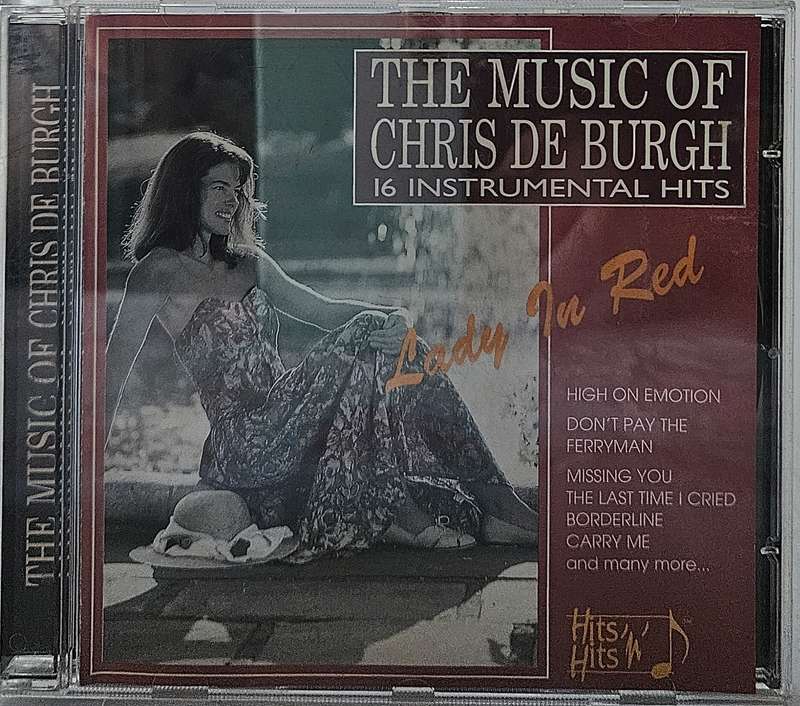 THE MUSIC OF CHRIS DE BURGH
THE MUSIC OF
CHRIS DE BURGH
16 INSTRUMENTAL HITS
Lady In Red
HIGH ON EMOTION
DON'T PAY THE
FERRYMAN
MISSING YOU
THE LAST TIME I CRIED
BORDERLINE
CARRY ME
and many more...
Hits 'N'
Hits